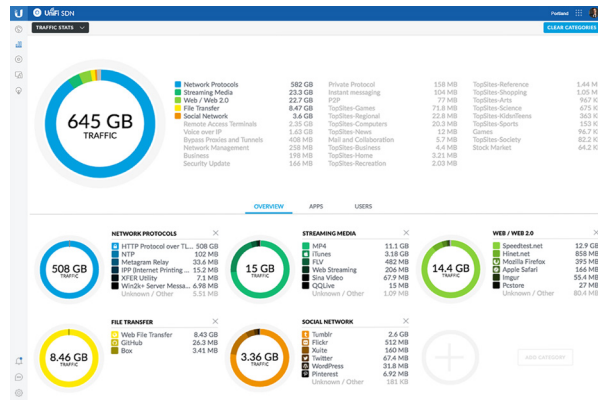 U UniFi SDN
Portland
TRAFFIC STATS
CLEAR CATEGORIES
645 GB
TRAFFIC
Network Protocols 582 GB
Streaming Media 23.3 GB
Web / Web 2.0 22.7 GB
File Transfer 8.47 GB
Social Network 3.6 GB
Remote Access Terminals 2.35 GB
Voice over IP 1.63 GB
Bypass Proxies and Tunnels 408 MB
Network Management 258 MB
Business 198 MB
Security Update 166 MB
Private Protocol 158 MB
Instant messaging 104 MB
P2P 77 MB
TopSites-Games 71.8 MB
TopSites-Regional 22.8 MB
TopSites-Computers 20.3 MB
TopSites-News 12 MB
Mail and Collaboration 5.7 MB
TopSites-Business 4.4 MB
TopSites-Home 3.21 MB
TopSites-Recreation 2.03 MB
TopSites-Reference 1.44 M
TopSites-Shopping 1.05 M
TopSites-Arts 967 K
TopSites-Science 675 K
TopSites-KidsnTeens 363 K
TopSites-Sports 153 K
Games 96.7 K
TopSites-Society 82.2 K
Stock Market 64.2 K
OVERVIEW APPS USERS
NETWORK PROTOCOLS
508 GB
TRAFFIC
HTTP Protocol over TL... 508 GB
NTP 102 MB
Metagram Relay 33.6 MB
IPP (Internet Printing ... 15.2 MB
XFER Utility 7.1 MB
Win2k+ Server Messa... 6.98 MB
Unknown / Other 5.51 MB
STREAMING MEDIA
15 GB
TRAFFIC
MP4 11.1 GB
iTunes 3.18 GB
FLV 482 MB
Web Streaming 206 MB
Sina Video 67.9 MB
QQLive 15 MB
Unknown / Other 1.09 MB
WEB / WEB 2.0
14.4 GB
TRAFFIC
Speedtest.net 12.9 GB
Hinet.net 858 MB
Mozilla Firefox 395 MB
Apple Safari 166 MB
Imgur 55.4 MB
Pcstore 27 MB
Unknown / Other 80.4 MB
FILE TRANSFER
8.46 GB
TRAFFIC
Web File Transfer 8.43 GB
GitHub 26.3 MB
Box 3.41 MB
SOCIAL NETWORK
3.36 GB
TRAFFIC
Tumblr 2.6 GB
Flickr 512 MB
Xuite 160 MB
Twitter 67.4 MB
WordPress 31.8 MB
Pinterest 6.92 MB
Unknown / Other 181 KB
ADD CATEGORY